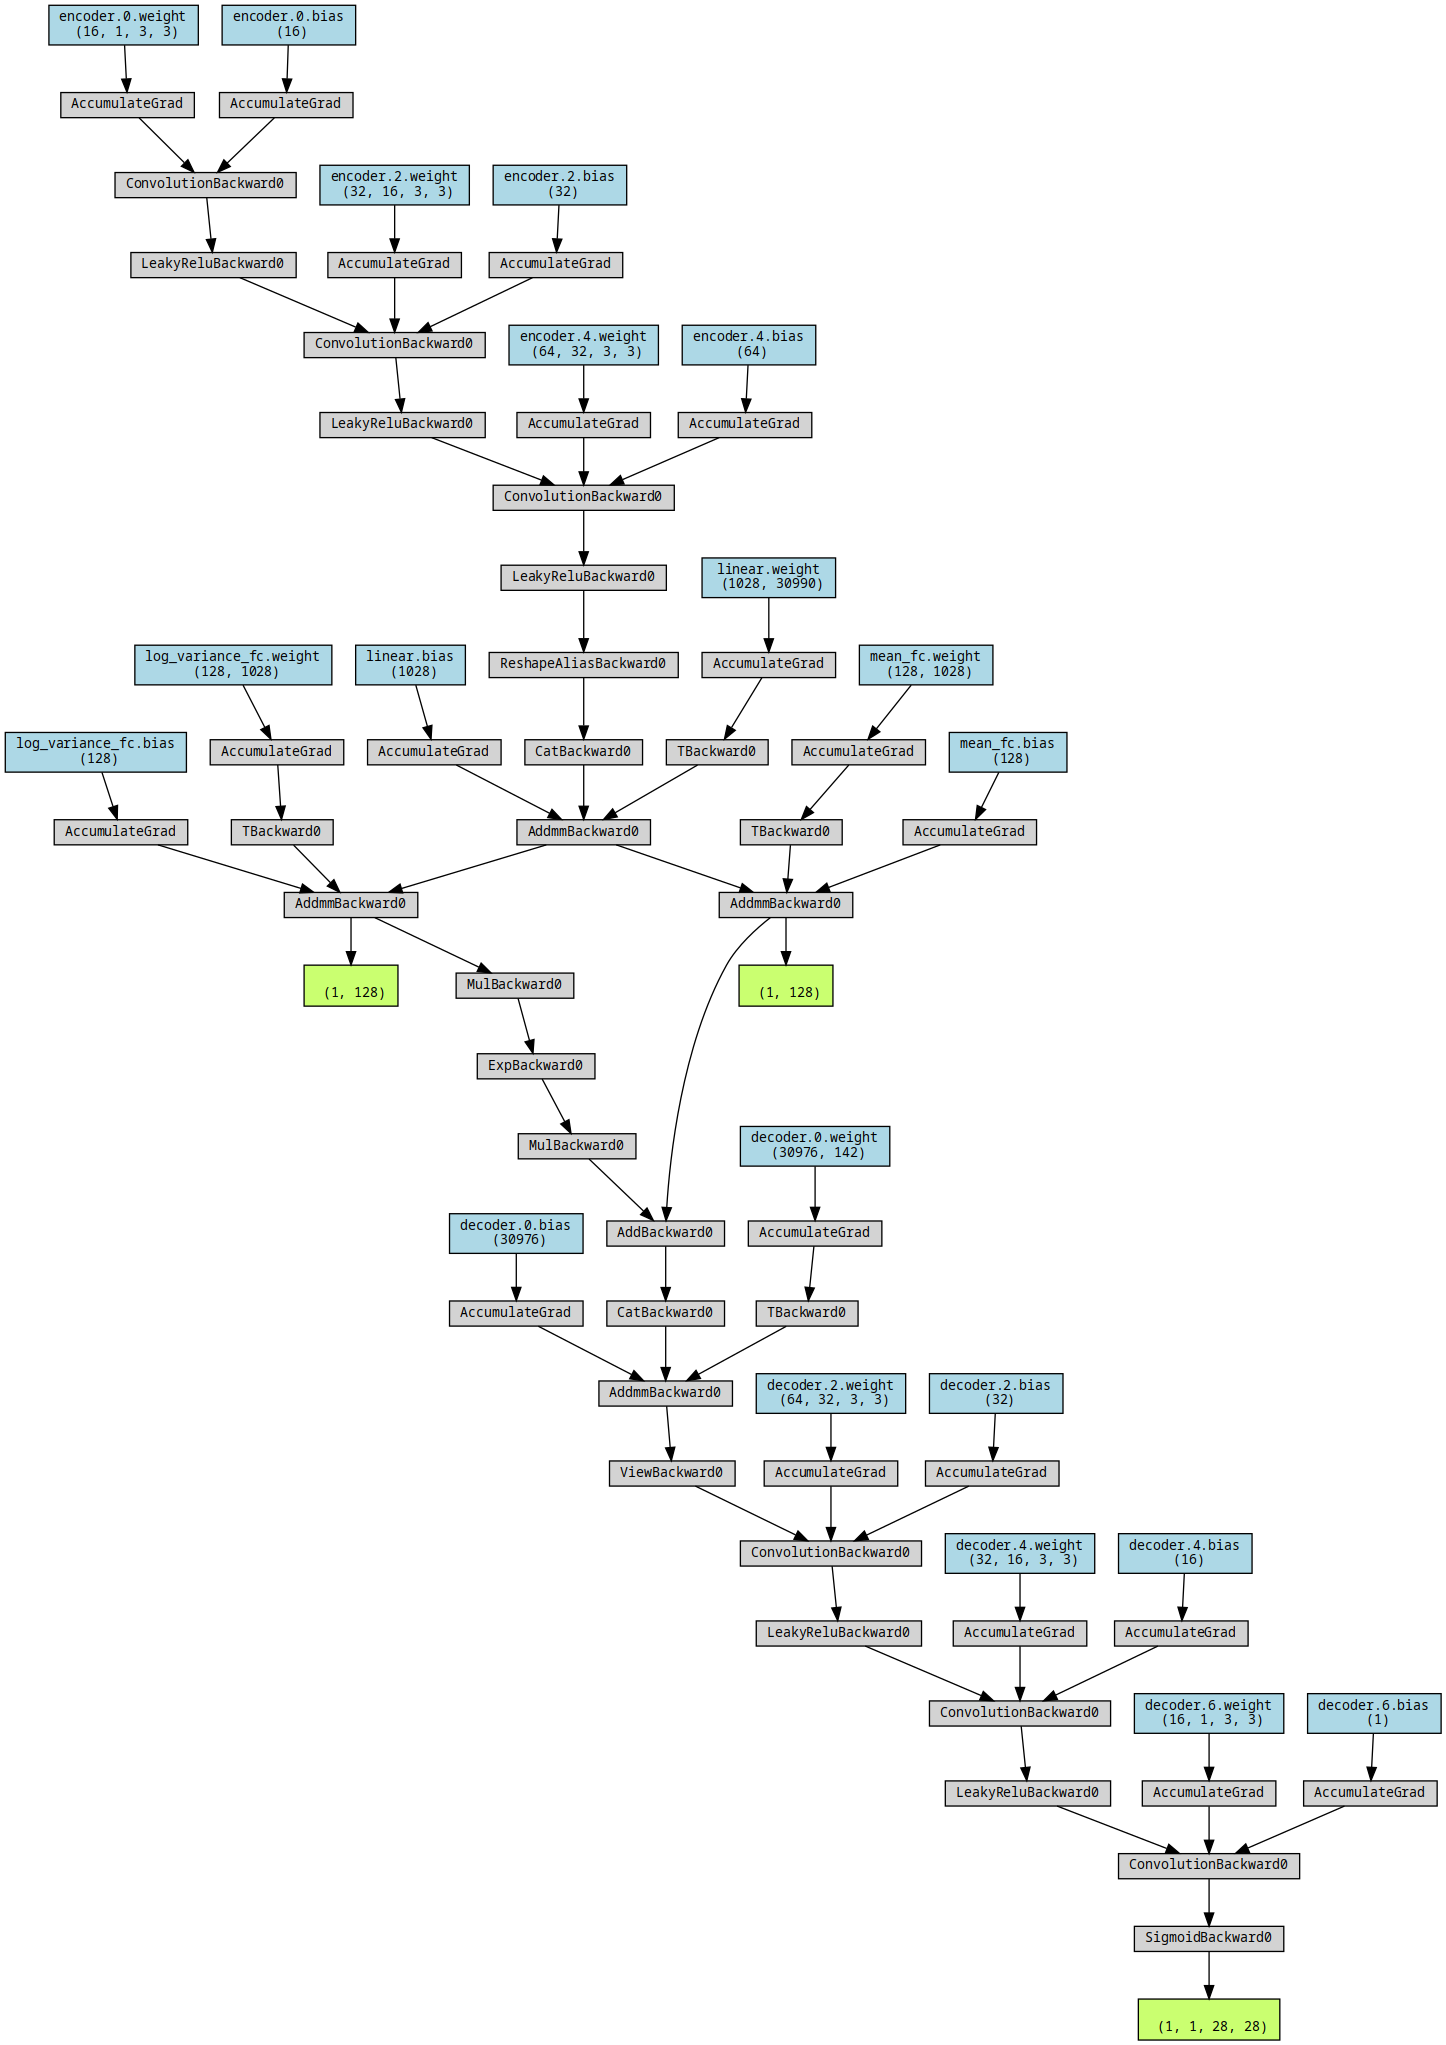 encoder.0.weight
(16, 1, 3, 3)
encoder.0.bias
(16)
AccumulateGrad
AccumulateGrad
ConvolutionBackward0
encoder.2.weight
(32, 16, 3, 3)
encoder.2.bias
(32)
LeakyReluBackward0
AccumulateGrad
AccumulateGrad
ConvolutionBackward0
encoder.4.weight
(64, 32, 3, 3)
encoder.4.bias
(64)
LeakyReluBackward0
AccumulateGrad
AccumulateGrad
ConvolutionBackward0
LeakyReluBackward0
linear.weight
(1028, 30990)
log_variance_fc.weight
(128, 1028)
linear.bias
(1028)
ReshapeAliasBackward0
AccumulateGrad
mean_fc.weight
(128, 1028)
log_variance_fc.bias
(128)
AccumulateGrad
AccumulateGrad
CatBackward0
TBackward0
AccumulateGrad
mean_fc.bias
(128)
AccumulateGrad
TBackward0
AddmmBackward0
TBackward0
AccumulateGrad
AddmmBackward0
AddmmBackward0
(1, 128)
MulBackward0
(1, 128)
ExpBackward0
MulBackward0
decoder.0.weight
(30976, 142)
decoder.0.bias
(30976)
AddBackward0
AccumulateGrad
AccumulateGrad
CatBackward0
TBackward0
AddmmBackward0
decoder.2.weight
(64, 32, 3, 3)
decoder.2.bias
(32)
ViewBackward0
AccumulateGrad
AccumulateGrad
ConvolutionBackward0
decoder.4.weight
(32, 16, 3, 3)
decoder.4.bias
(16)
LeakyReluBackward0
AccumulateGrad
AccumulateGrad
ConvolutionBackward0
decoder.6.weight
(16, 1, 3, 3)
decoder.6.bias
(1)
LeakyReluBackward0
AccumulateGrad
AccumulateGrad
ConvolutionBackward0
SigmoidBackward0
(1, 1, 28, 28)